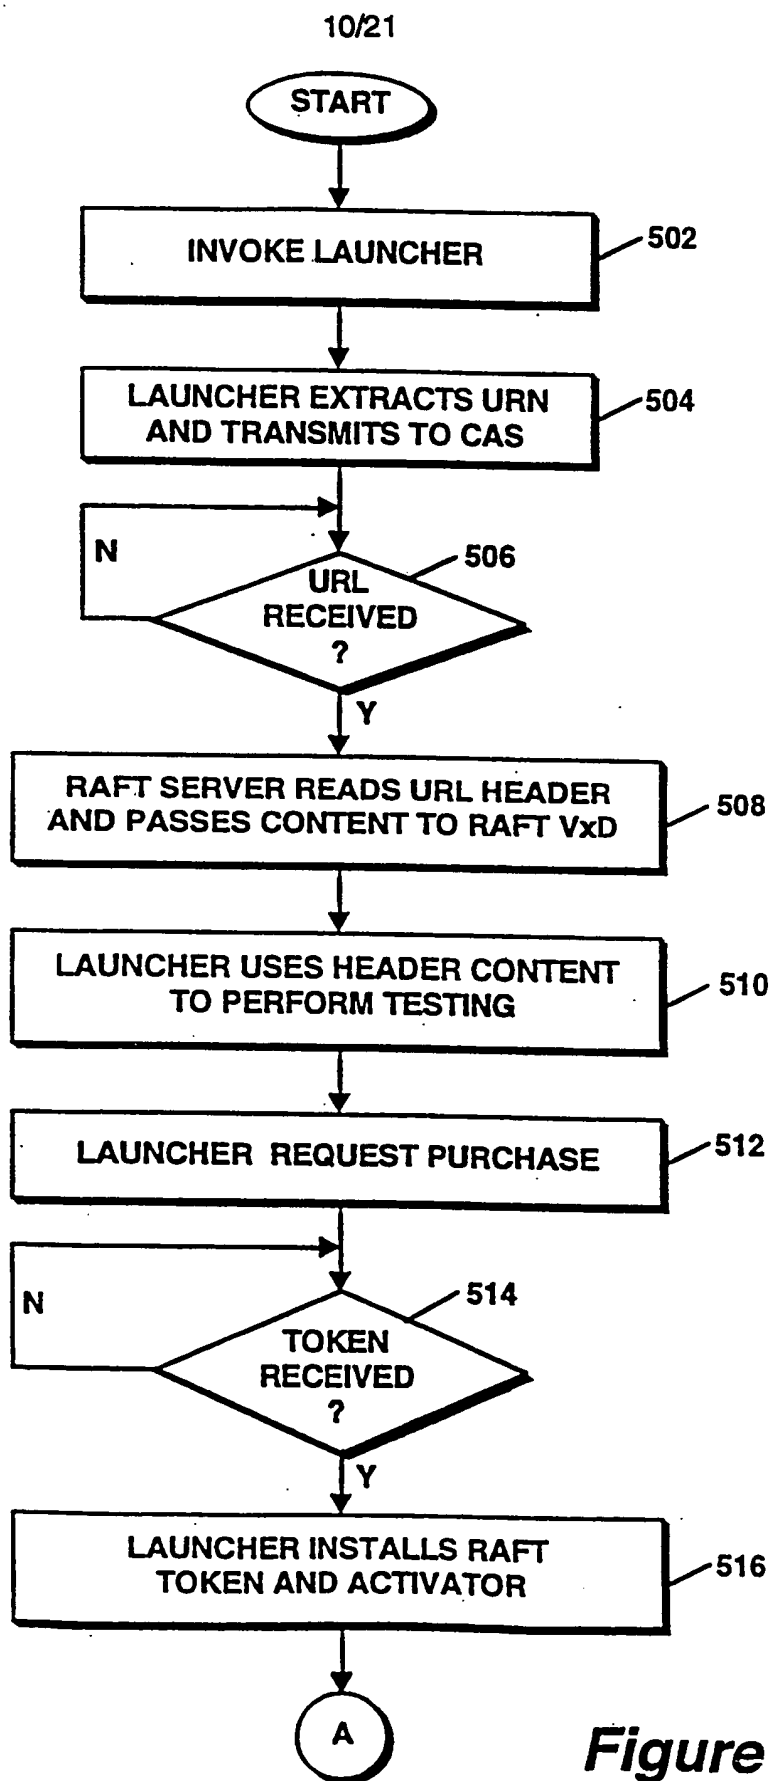 10/21
START
INVOKE LAUNCHER
502
LAUNCHER EXTRACTS URN
AND TRANSMITS TO CAS
504
N
506
URL
RECEIVED
?
Y
RAFT SERVER READS URL HEADER
AND PASSES CONTENT TO RAFT VxD
508
LAUNCHER USES HEADER CONTENT
TO PERFORM TESTING
510
LAUNCHER REQUEST PURCHASE
512
N
514
TOKEN
RECEIVED
?
Y
LAUNCHER INSTALLS RAFT
TOKEN AND ACTIVATOR
516
A
Figure